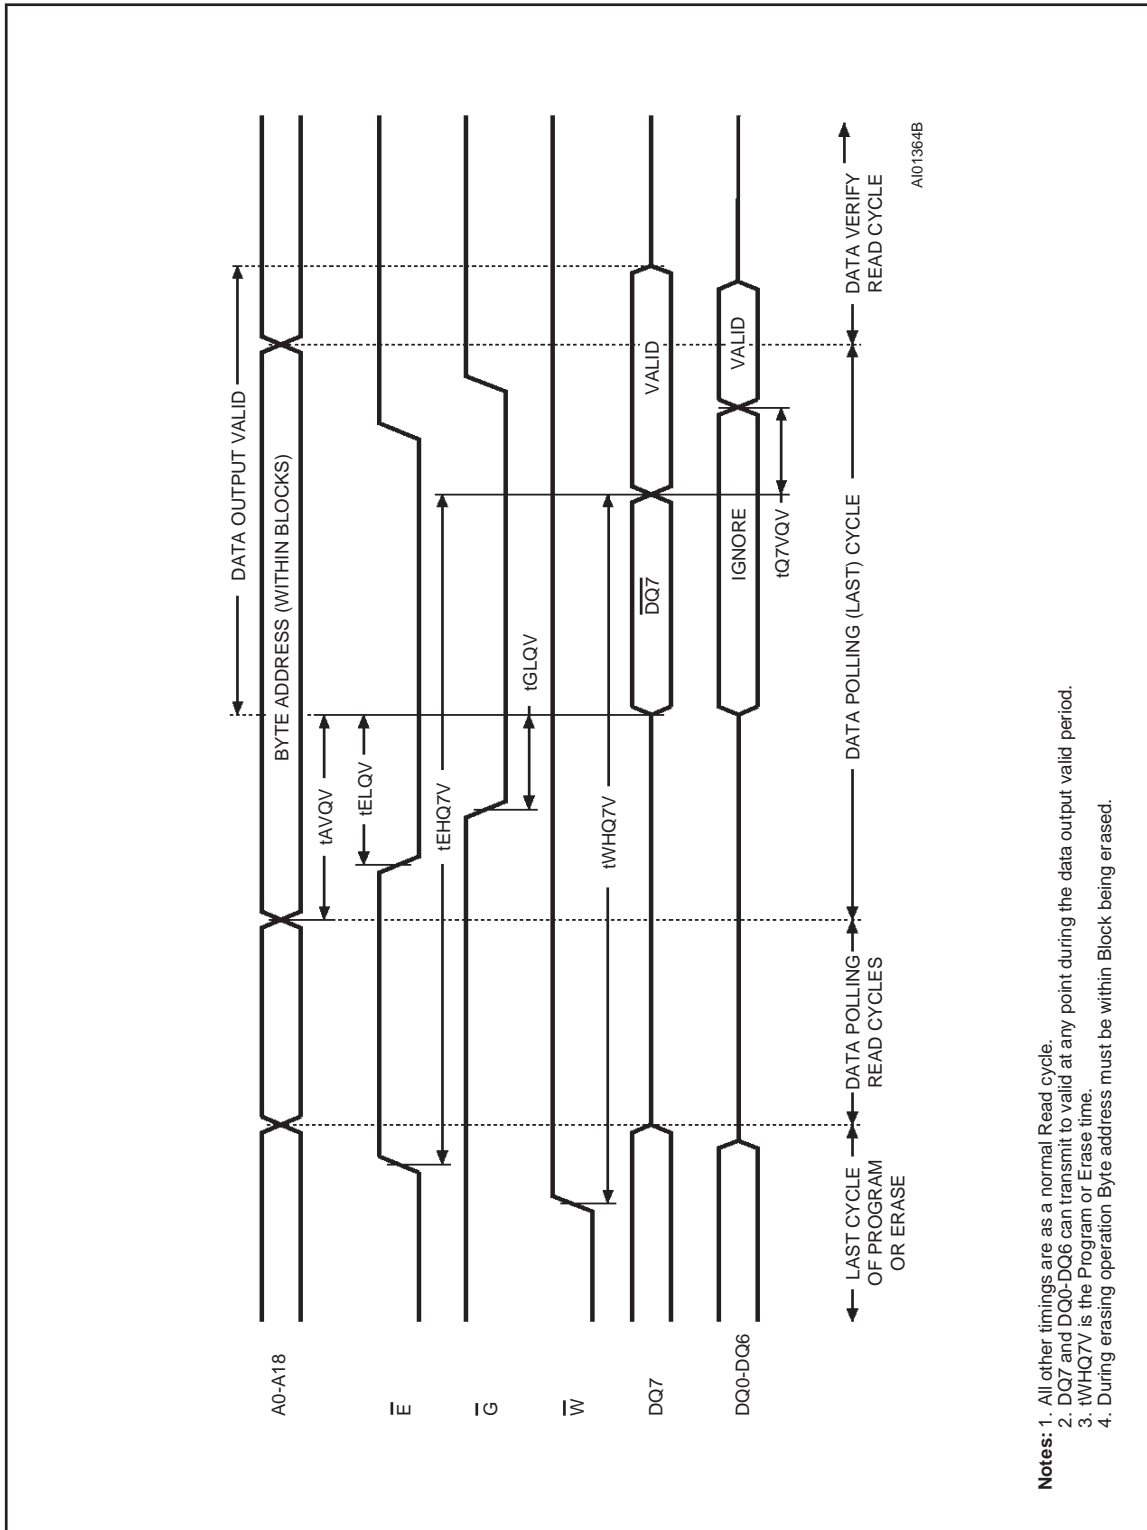 DATA OUTPUT VALID
A0-A18
BYTE ADDRESS (WITHIN BLOCKS)
tAVQV
tELQV
E
tEHQ7V
G
tGLQV
W
tWHQ7V
DQ7
DQ7
VALID
DQ0-DQ6
IGNORE
VALID
tQ7VQV
LAST CYCLE
OF PROGRAM
OR ERASE
DATA POLLING
READ CYCLES
DATA POLLING (LAST) CYCLE
DATA VERIFY
READ CYCLE
AI01364B
Notes: 1. All other timings are as a normal Read cycle.
2. DQ7 and DQ0-DQ6 can transmit to valid at any point during the data output valid period.
3. tWHQ7V is the Program or Erase time.
4. During erasing operation Byte address must be within Block being erased.